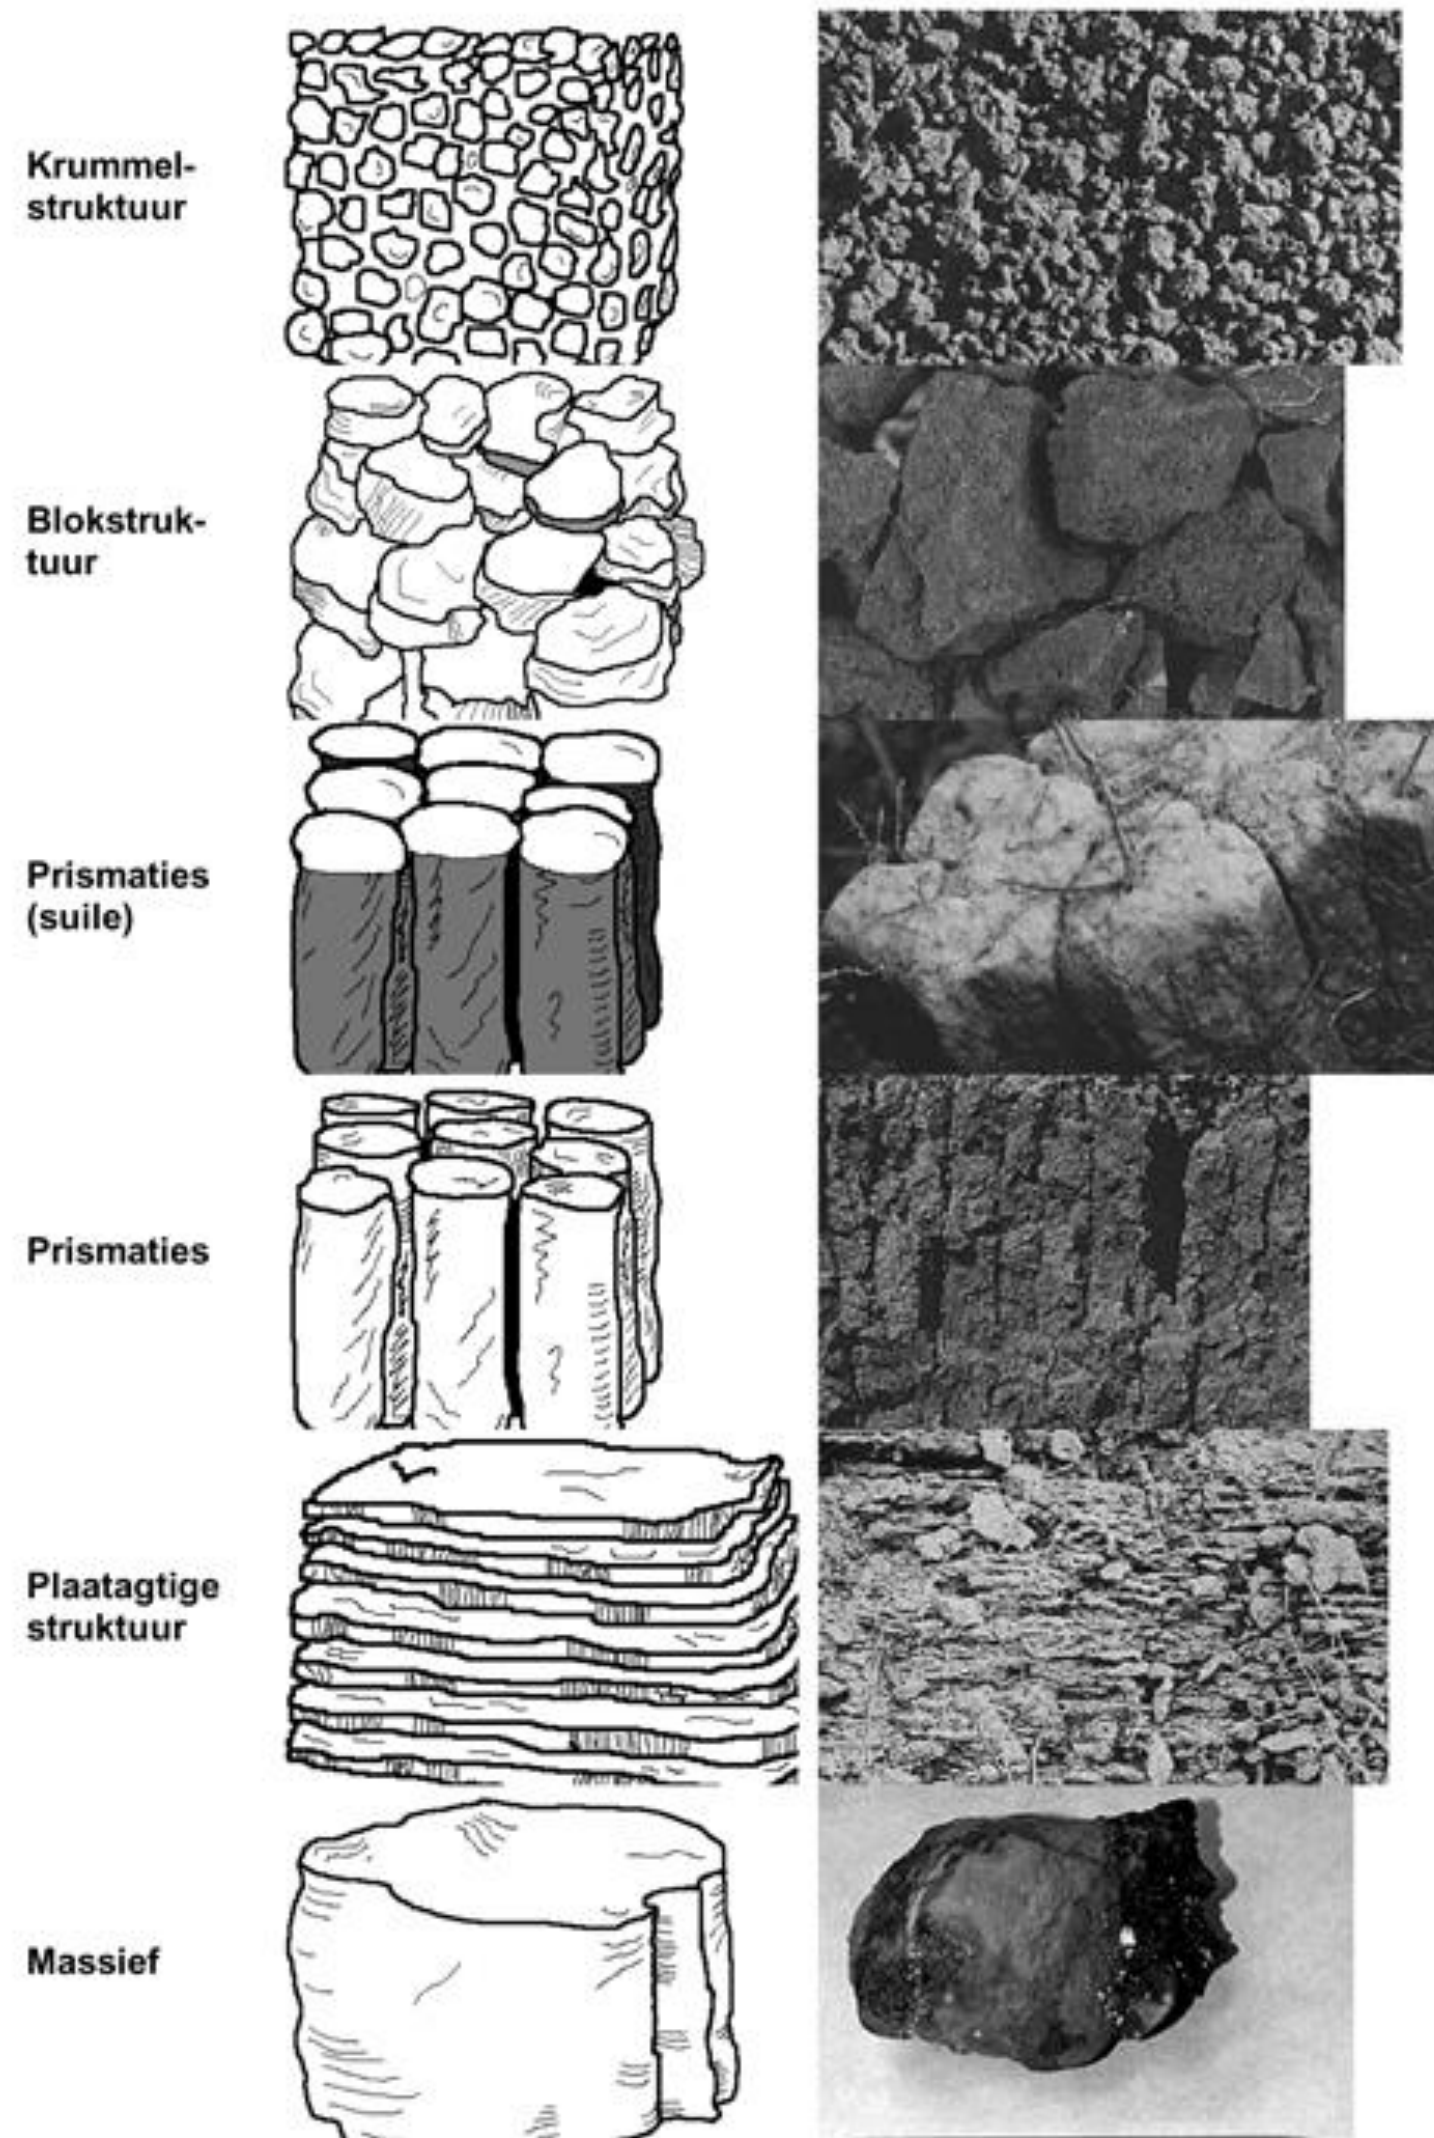 Krummel-
struktuur
Blokstruk-
tuur
Prismaties
(suile)
Prismaties
Plaatagtige
struktuur
Massief